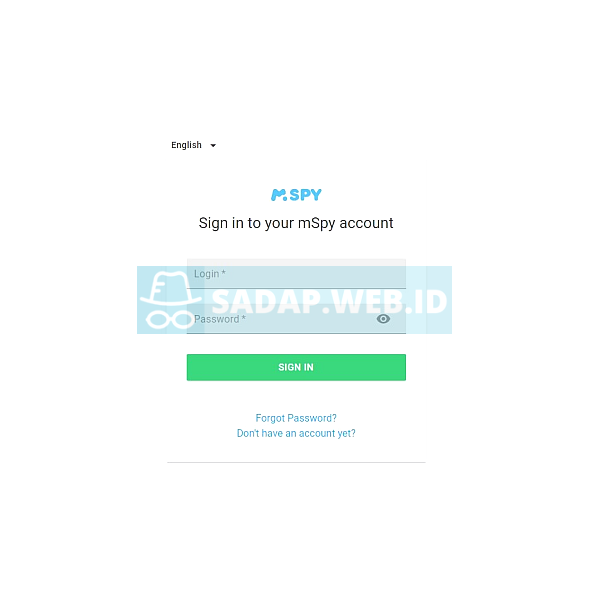 English
mSPY
Sign in to your mSpy account
Login *
SADAP.WEB.ID
Password *
SIGN IN
Forgot Password?
Don't have an account yet?